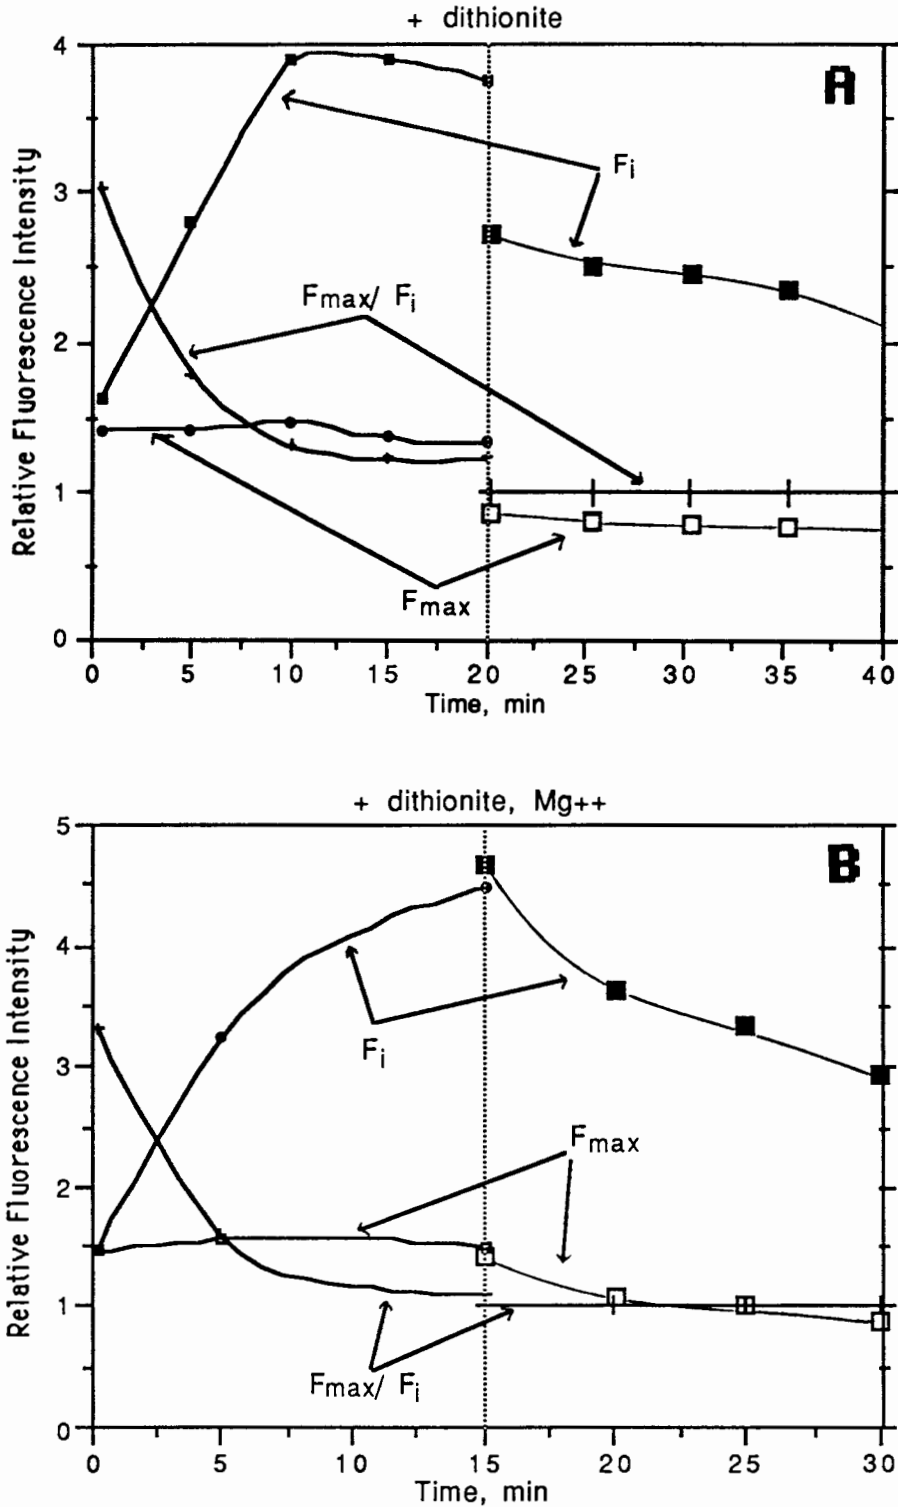 + dithionite
A
4
3
2
1
0
Relative Fluorescence Intensity
Fi
Fmax/ Fi
Fmax
0 5 10 15 20 25 30 35 40
Time, min
+ dithionite, Mg++
B
5
4
3
2
1
0
Relative Fluorescence Intensity
Fi
Fmax
Fmax/ Fi
0 5 10 15 20 25 30
Time, min